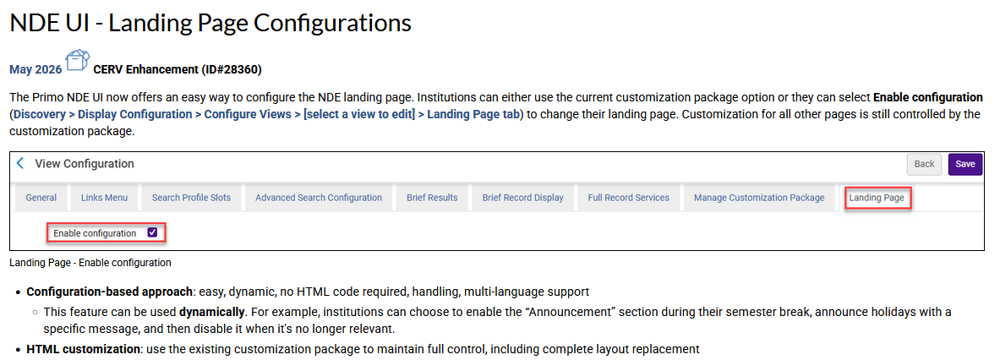 NDE UI - Landing Page Configurations
May 2026 CERV Enhancement (ID#28360)
The Primo NDE UI now offers an easy way to configure the NDE landing page. Institutions can either use the current customization package option or they can select Enable configuration
(Discovery > Display Configuration > Configure Views > [select a view to edit] > Landing Page tab) to change their landing page. Customization for all other pages is still controlled by the
customization package.
View Configuration Back Save
General Links Menu Search Profile Slots Advanced Search Configuration Brief Results Brief Record Display Full Record Services Manage Customization Package Landing Page
Enable configuration
Landing Page - Enable configuration
• Configuration-based approach: easy, dynamic, no HTML code required, handling, multi-language support
○ This feature can be used dynamically. For example, institutions can choose to enable the “Announcement” section during their semester break, announce holidays with a
specific message, and then disable it when it's no longer relevant.
• HTML customization: use the existing customization package to maintain full control, including complete layout replacement